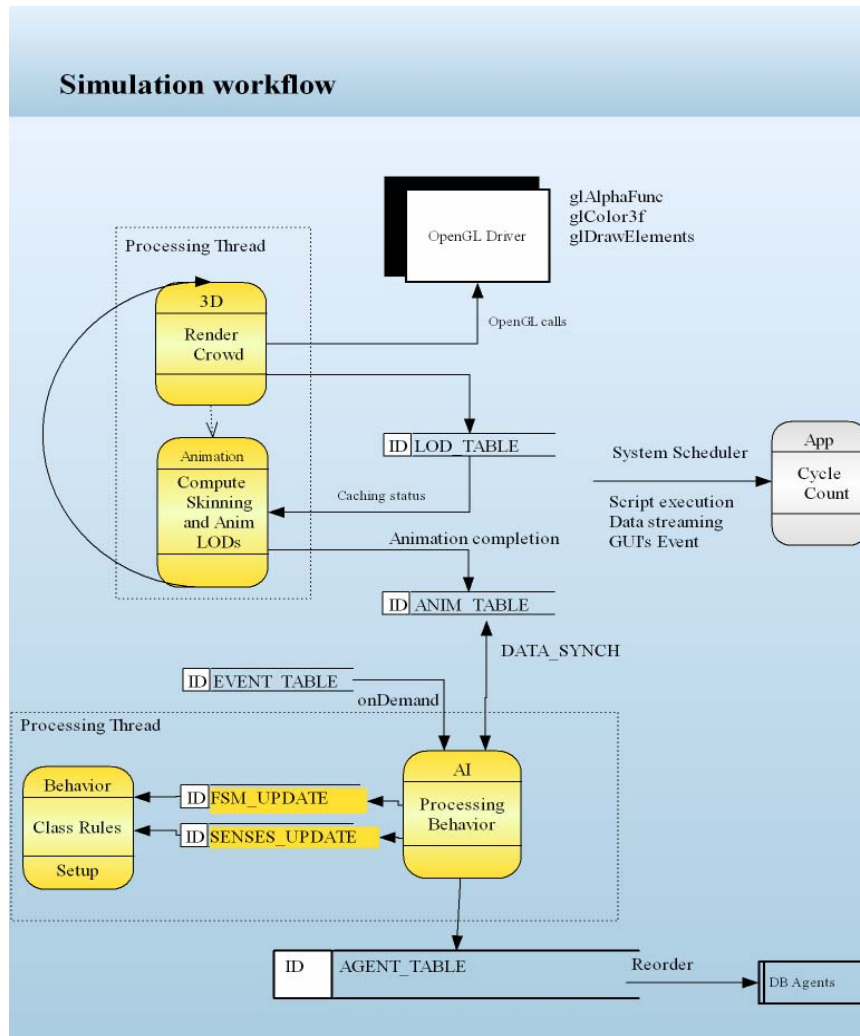 Simulation workflow
glAlphaFunc
glColor3f
glDrawElements
OpenGL Driver
Processing Thread
3D
Render
Crowd
OpenGL calls
ID LOD_TABLE
Animation
Compute
Skinning
and Anim
LODs
Caching status
Animation completion
ID ANIM_TABLE
System Scheduler
Script execution
Data streaming
GUI's Event
App
Cycle
Count
DATA_SYNCH
ID EVENT_TABLE
onDemand
Processing Thread
Behavior
Class Rules
Setup
ID FSM_UPDATE
ID SENSES_UPDATE
AI
Processing
Behavior
ID AGENT_TABLE
Reorder
DB Agents